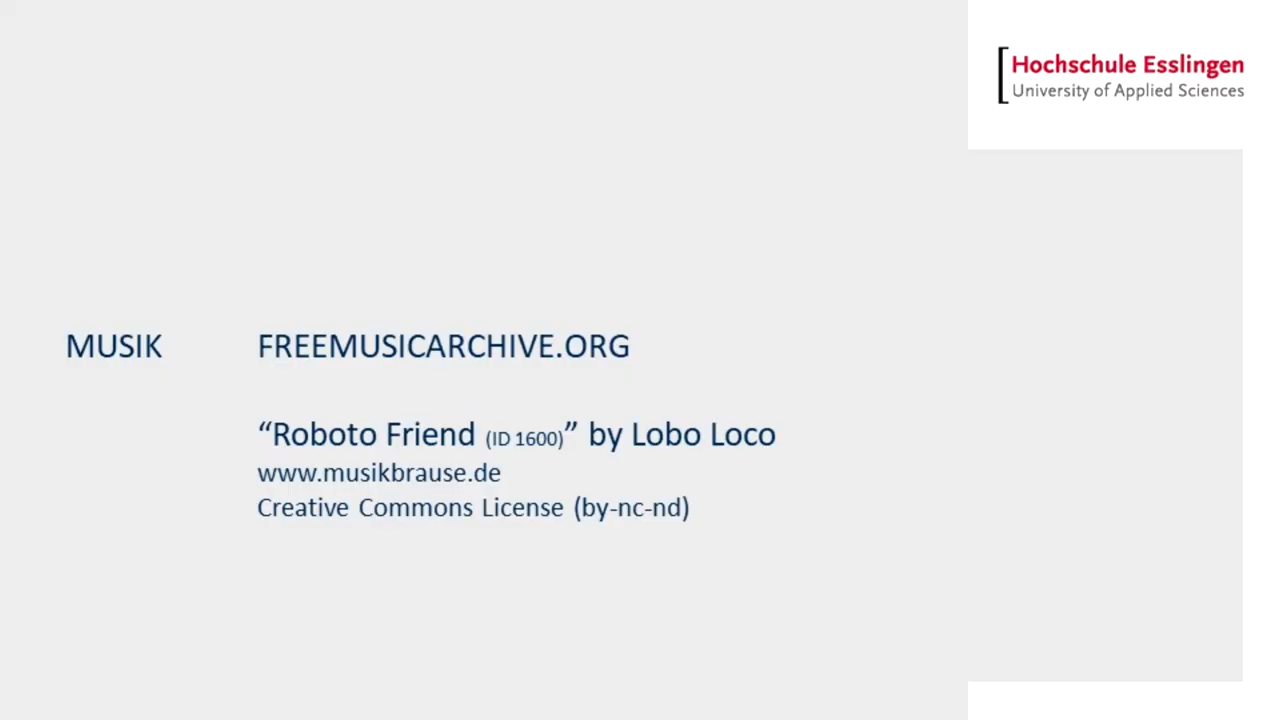 Hochschule Esslingen
University of Applied Sciences
MUSIK FREEMUSICARCHIVE.ORG
“Roboto Friend (ID 1600)” by Lobo Loco
www.musikbrause.de
Creative Commons License (by-nc-nd)